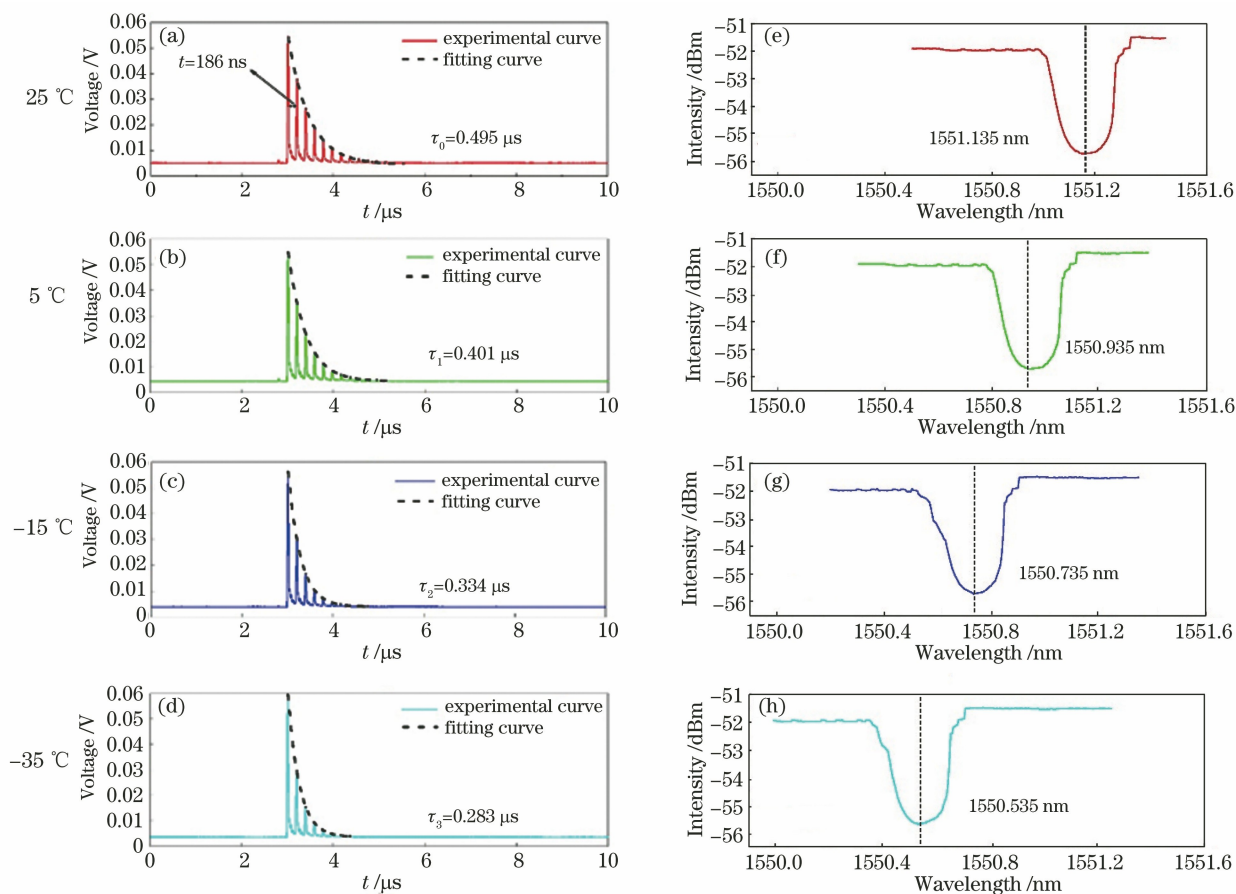 25 ℃
(a)
experimental curve
fitting curve
t=186 ns
τ0=0.495 μs
Voltage /V
0.06
0.05
0.04
0.03
0.02
0.01
0
0 2 4 6 8 10
t /μs
(e)
1551.135 nm
Intensity /dBm
−51
−52
−53
−54
−55
−56
1550.0 1550.4 1550.8 1551.2 1551.6
Wavelength /nm
5 ℃
(b)
experimental curve
fitting curve
τ1=0.401 μs
Voltage /V
0.06
0.05
0.04
0.03
0.02
0.01
0
0 2 4 6 8 10
t /μs
(f)
1550.935 nm
Intensity /dBm
−51
−52
−53
−54
−55
−56
1550.0 1550.4 1550.8 1551.2 1551.6
Wavelength /nm
−15 ℃
(c)
experimental curve
fitting curve
τ2=0.334 μs
Voltage /V
0.06
0.05
0.04
0.03
0.02
0.01
0
0 2 4 6 8 10
t /μs
(g)
1550.735 nm
Intensity /dBm
−51
−52
−53
−54
−55
−56
1550.0 1550.4 1550.8 1551.2 1551.6
Wavelength /nm
−35 ℃
(d)
experimental curve
fitting curve
τ3=0.283 μs
Voltage /V
0.06
0.05
0.04
0.03
0.02
0.01
0
0 2 4 6 8 10
t /μs
(h)
1550.535 nm
Intensity /dBm
−51
−52
−53
−54
−55
−56
1550.0 1550.4 1550.8 1551.2 1551.6
Wavelength /nm